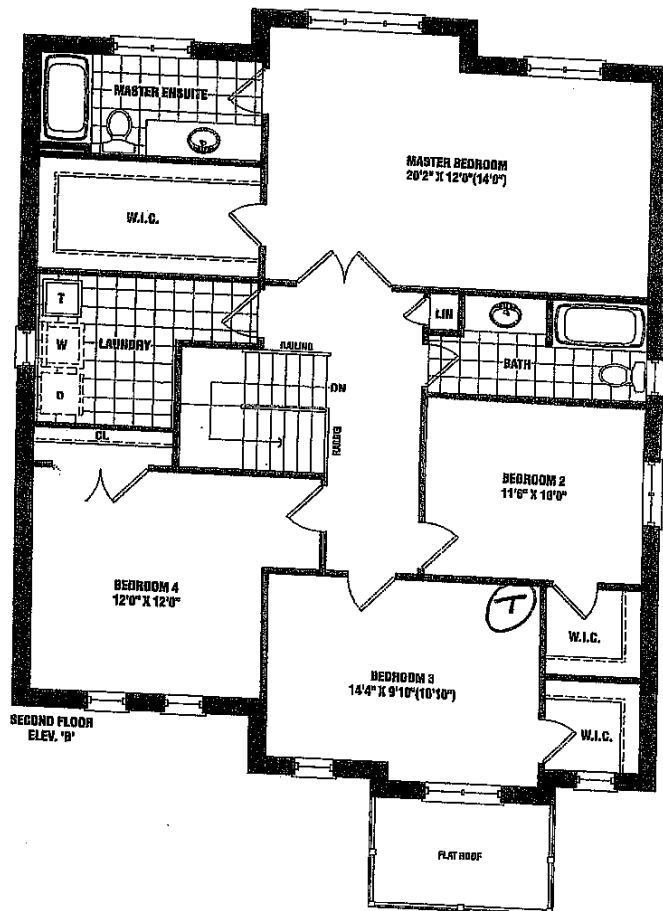 MASTER ENSUITE
MASTER BEDROOM
20'2" X 12'0"(14'0")
W.I.C.
T
W
D
LAUNDRY
RAILING
DN
RAILING
LIN
BATH
CL.
BEDROOM 2
11'6" X 10'0"
BEDROOM 4
12'0" X 12'0"
T
W.I.C.
BEDROOM 3
14'4" X 9'10"(10'10")
W.I.C.
SECOND FLOOR
ELEV. 'B'
FLAT ROOF